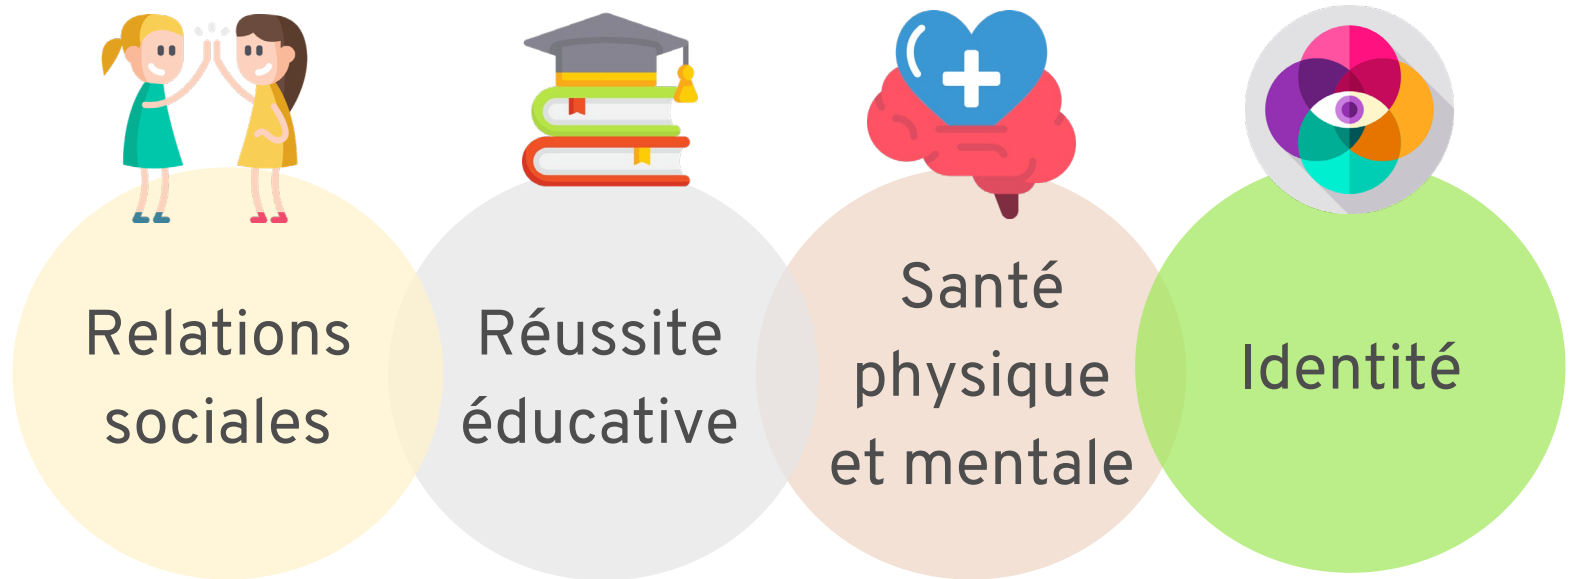 Relations
sociales
Réussite
éducative
Santé
physique
et mentale
Identité